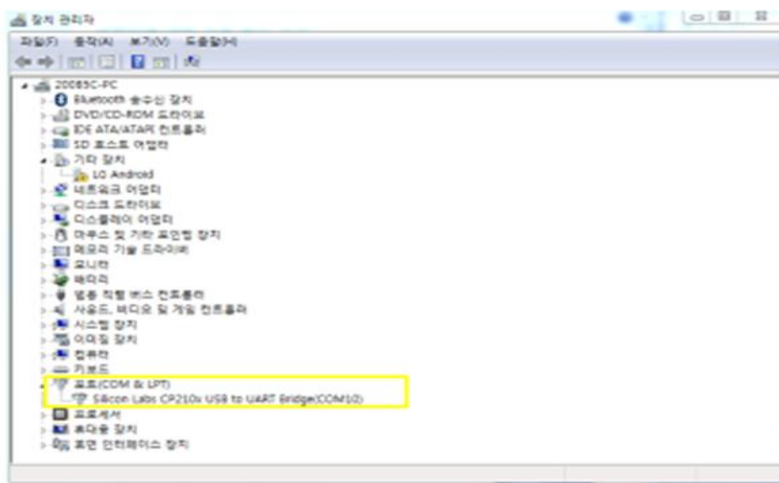 장치 관리자
파일(F) 동작(A) 보기(V) 도움말(H)
20085C-PC
Bluetooth 송수신 장치
DVD/CD-ROM 드라이브
IDE ATA/ATAPI 컨트롤러
SD 호스트 어댑터
기타 장치
LG Android
네트워크 어댑터
디스크 드라이브
디스플레이 어댑터
마우스 및 기타 포인팅 장치
메모리 기술 드라이버
모니터
배터리
범용 직렬 버스 컨트롤러
사운드, 비디오 및 게임 컨트롤러
시스템 장치
이미징 장치
컴퓨터
키보드
포트(COM & LPT)
Silicon Labs CP210x USB to UART Bridge(COM10)
프로세서
휴대용 장치
휴먼 인터페이스 장치